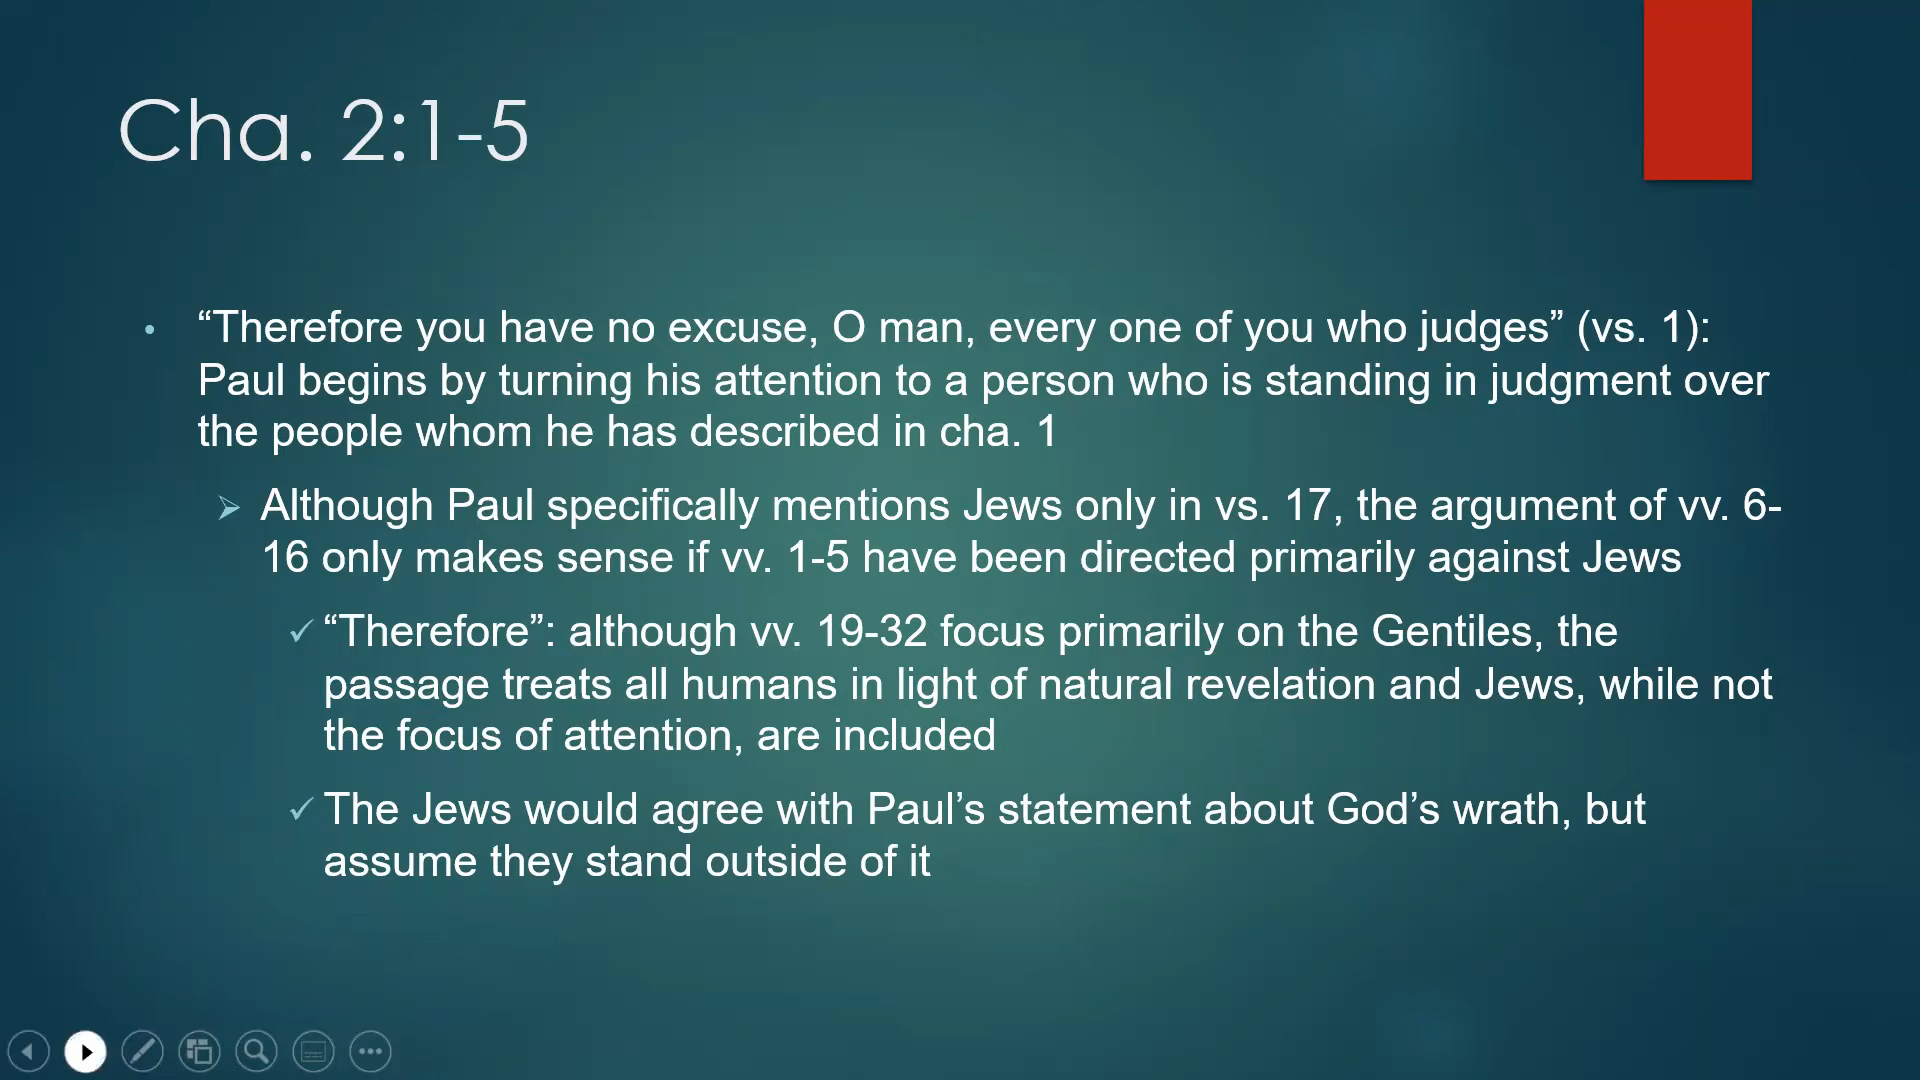 Cha. 2:1-5
• “Therefore you have no excuse, O man, every one of you who judges” (vs. 1):
Paul begins by turning his attention to a person who is standing in judgment over
the people whom he has described in cha. 1
➢ Although Paul specifically mentions Jews only in vs. 17, the argument of vv. 6-
16 only makes sense if vv. 1-5 have been directed primarily against Jews
✓ “Therefore”: although vv. 19-32 focus primarily on the Gentiles, the
passage treats all humans in light of natural revelation and Jews, while not
the focus of attention, are included
✓ The Jews would agree with Paul’s statement about God’s wrath, but
assume they stand outside of it